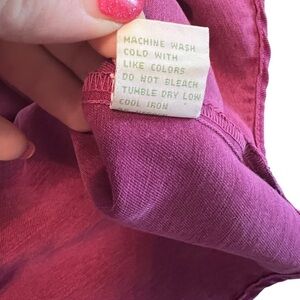 MACHINE WASH
COLD WITH
LIKE COLORS
DO NOT BLEACH
TUMBLE DRY LOW
COOL IRON